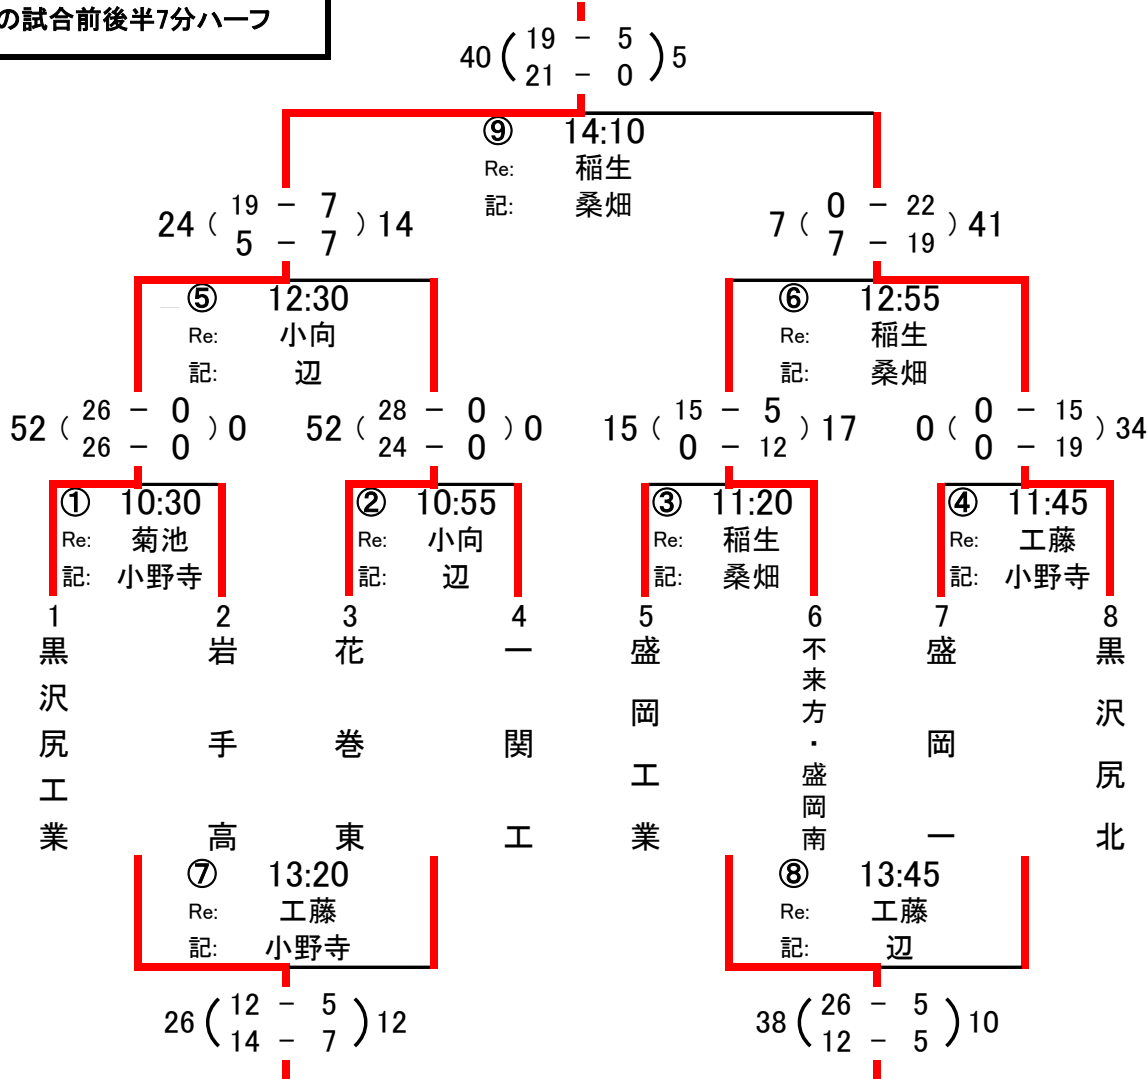 の試合前後半7分ハーフ
40 ( 19 - 5 ) 5
21 - 0
⑨ 14:10
Re: 稲生
記: 桑畑
24 ( 19 - 7 ) 14
5 - 7
7 ( 0 - 22 ) 41
7 - 19
⑤ 12:30
Re: 小向
記: 辺
⑥ 12:55
Re: 稲生
記: 桑畑
52 ( 26 - 0 ) 0
26 - 0
52 ( 28 - 0 ) 0
24 - 0
15 ( 15 - 5 ) 17
0 - 12
0 ( 0 - 15 ) 34
0 - 19
① 10:30
Re: 菊池
記: 小野寺
② 10:55
Re: 小向
記: 辺
③ 11:20
Re: 稲生
記: 桑畑
④ 11:45
Re: 工藤
記: 小野寺
1
黒沢尻工業
2
岩手高
3
花巻東
4
一関工
5
盛岡工業
6
不来方・盛岡南
7
盛岡一
8
黒沢尻北
⑦ 13:20
Re: 工藤
記: 小野寺
⑧ 13:45
Re: 工藤
記: 辺
26 ( 12 - 5 ) 12
14 - 7
38 ( 26 - 5 ) 10
12 - 5